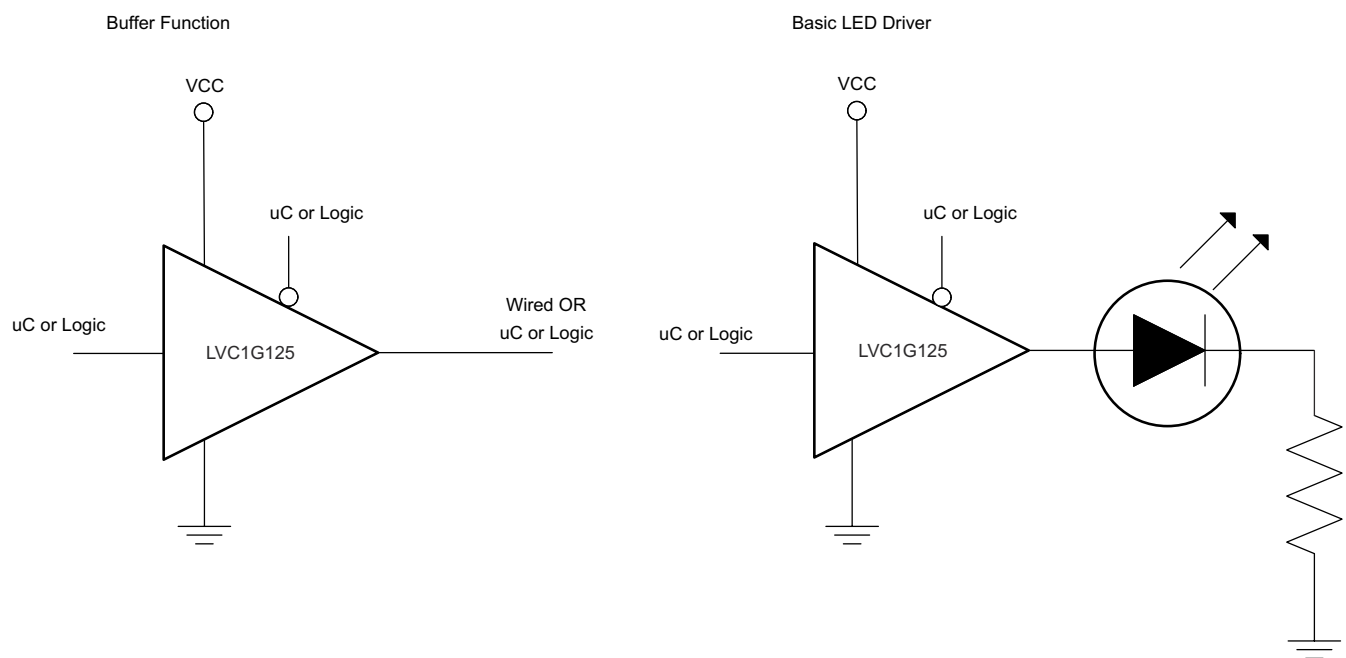 Buffer Function
VCC
uC or Logic
uC or Logic
LVC1G125
Wired OR
uC or Logic
Basic LED Driver
VCC
uC or Logic
uC or Logic
LVC1G125